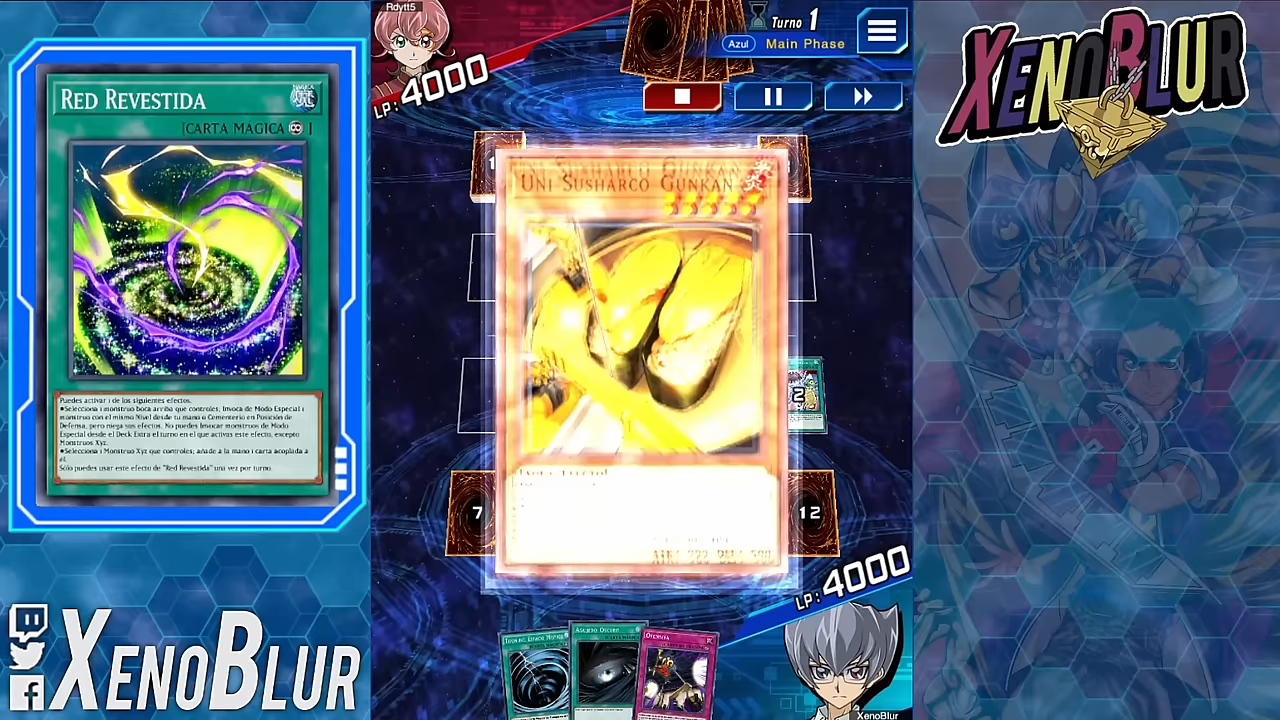 RED REVESTIDA
[CARTA MÁGICA ]
Puedes activar 1 de los siguientes efectos.
●Selecciona 1 monstruo boca arriba que controles; Invoca de Modo Especial 1
monstruo con el mismo Nivel desde tu mano o Cementerio en Posición de
Defensa, pero niega sus efectos. No puedes Invocar monstruos de Modo
Especial desde el Deck Extra el turno en el que activas este efecto, excepto
Monstruos Xyz.
●Selecciona 1 Monstruo Xyz que controles; añade a la mano 1 carta acoplada a
él.
Sólo puedes usar este efecto de "Red Revestida" una vez por turno.
XENOBLUR
Rdytt5
LP: 4000
Turno 1
Azul Main Phase
UNI SUSHARCO GUNKAN
炎
2
7
12
LP: 4000
ASALTO OSCURO
XenoBlur
XENOBLUR